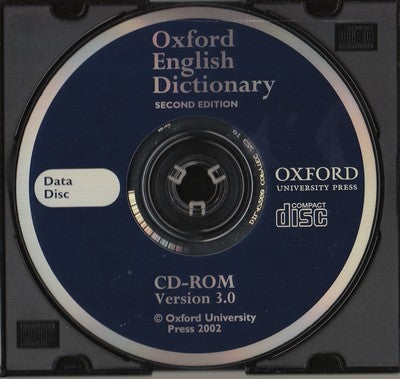 Oxford
English
Dictionary
SECOND EDITION
Data
Disc
OXFORD
UNIVERSITY PRESS
COMPACT
disc
CD-ROM
Version 3.0
© Oxford University
Press 2002